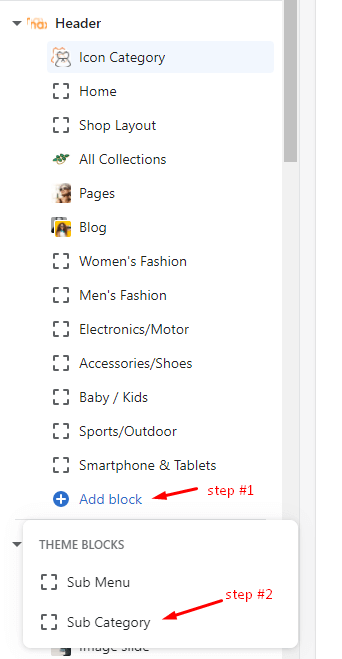 Header
Icon Category
Home
Shop Layout
All Collections
Pages
Blog
Women's Fashion
Men's Fashion
Electronics/Motor
Accessories/Shoes
Baby / Kids
Sports/Outdoor
Smartphone & Tablets
Add block
step #1
THEME BLOCKS
Sub Menu
step #2
Sub Category
Image slide